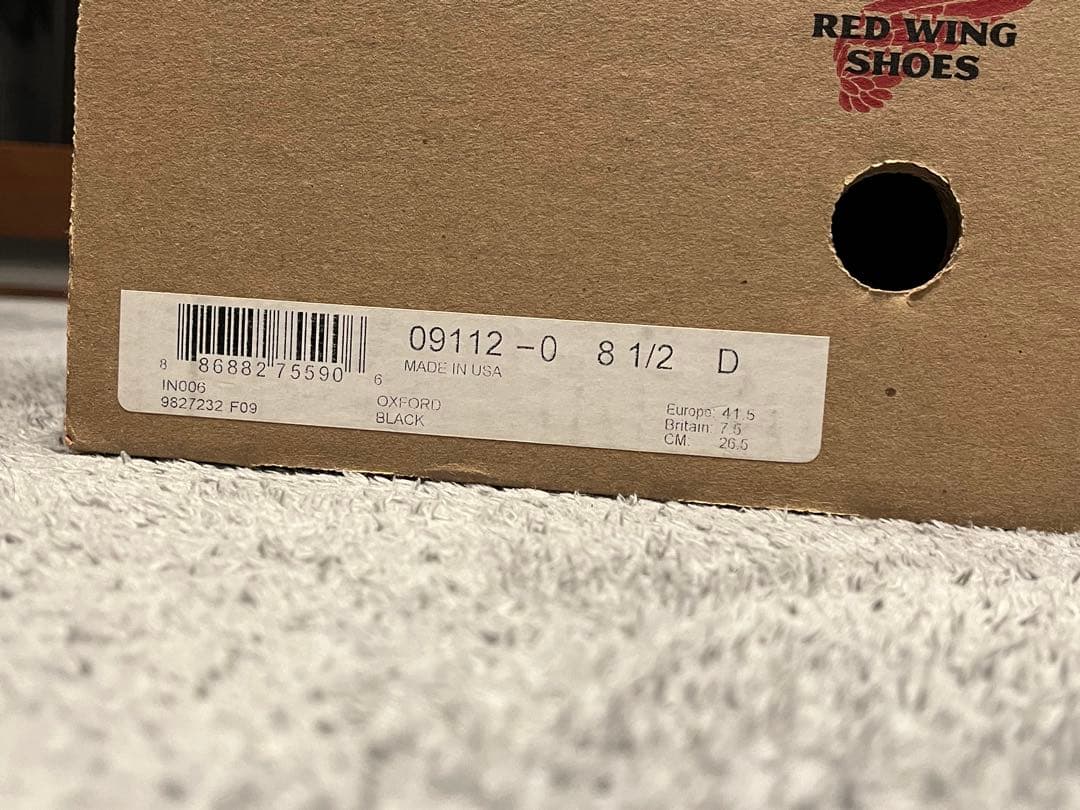 RED WING
SHOES
09112 -0 8 1/2 D
MADE IN USA
8 86882 75590 6
IN006
9827232 F09
OXFORD
BLACK
Europe: 41.5
Britain: 7.5
CM: 26.5